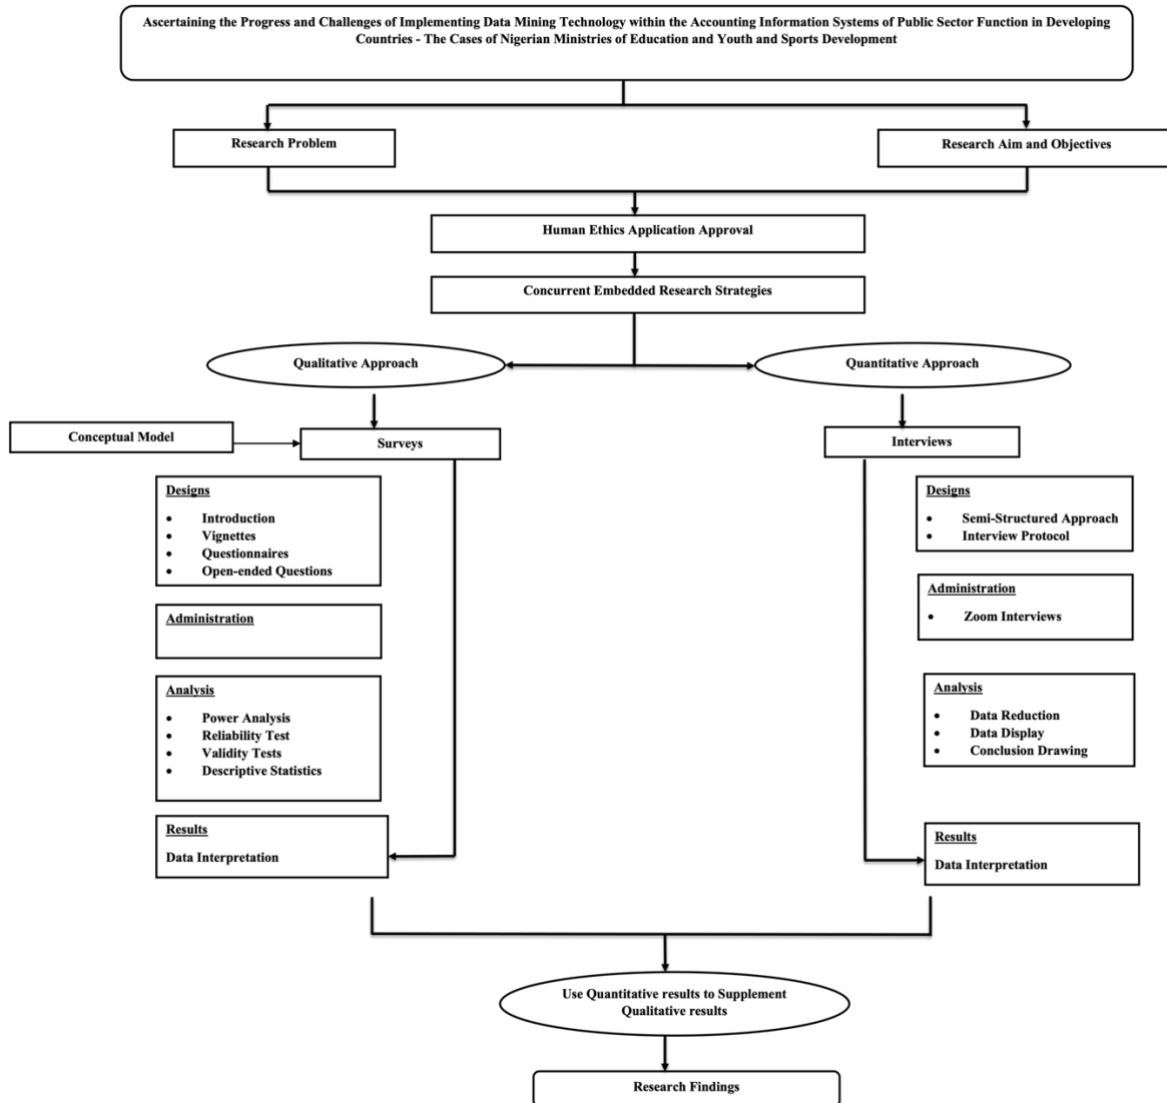 Ascertaining the Progress and Challenges of Implementing Data Mining Technology within the Accounting Information Systems of Public Sector Function in Developing
Countries - The Cases of Nigerian Ministries of Education and Youth and Sports Development
Research Problem
Research Aim and Objectives
Human Ethics Application Approval
Concurrent Embedded Research Strategies
Qualitative Approach
Quantitative Approach
Conceptual Model
Surveys
Interviews
Designs
• Introduction
• Vignettes
• Questionnaires
• Open-ended Questions
Administration
Analysis
• Power Analysis
• Reliability Test
• Validity Tests
• Descriptive Statistics
Results
Data Interpretation
Designs
• Semi-Structured Approach
• Interview Protocol
Administration
• Zoom Interviews
Analysis
• Data Reduction
• Data Display
• Conclusion Drawing
Results
Data Interpretation
Use Quantitative results to Supplement
Qualitative results
Research Findings